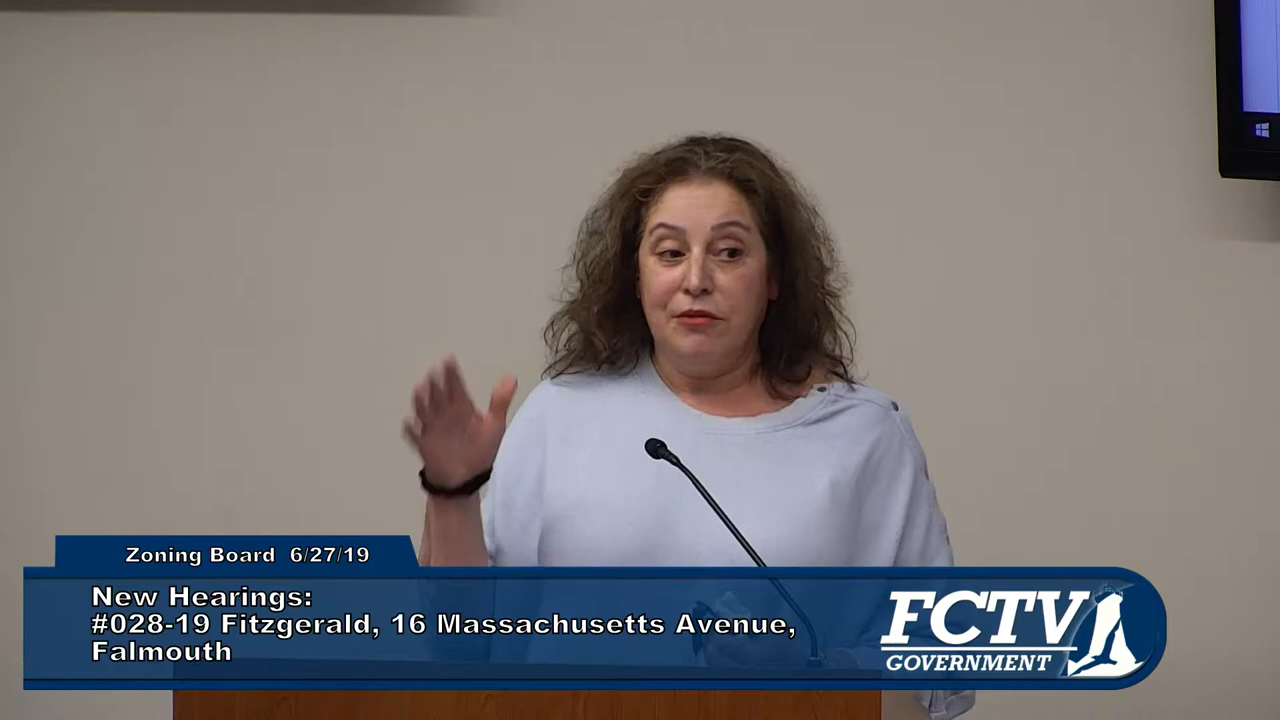 Zoning Board 6/27/19
New Hearings:
#028-19 Fitzgerald, 16 Massachusetts Avenue,
Falmouth
FCTV
GOVERNMENT